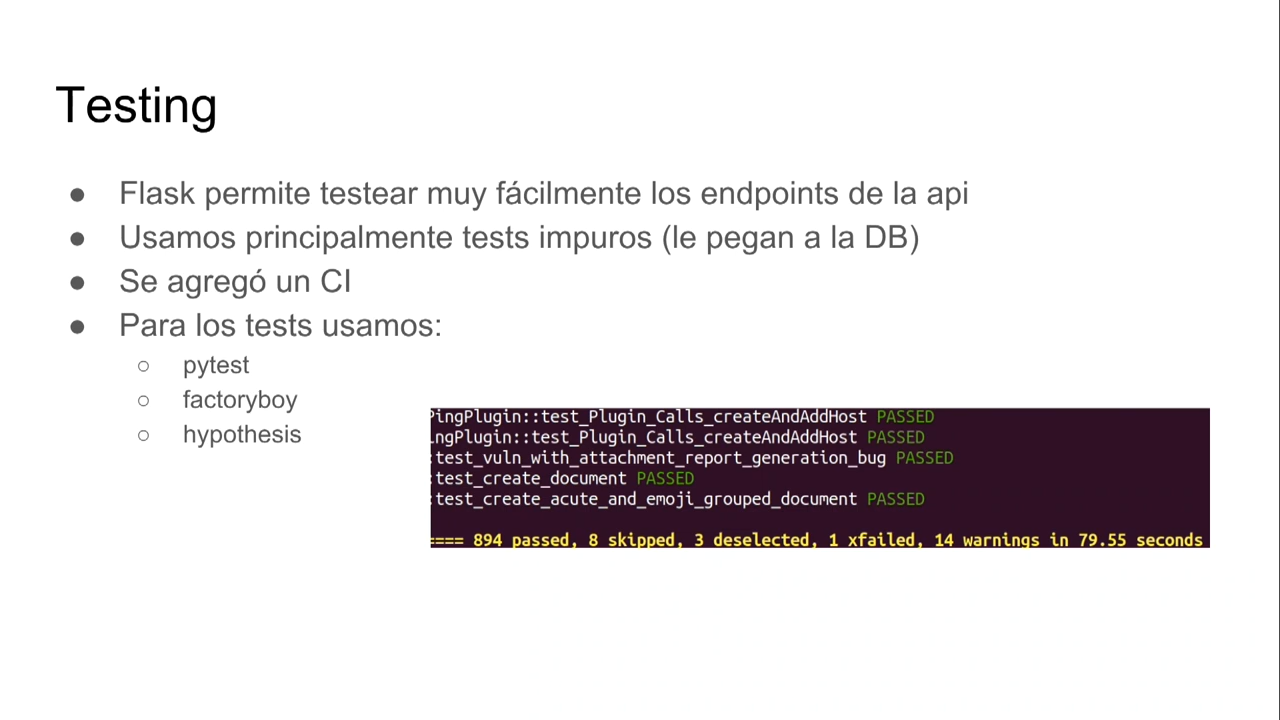 Testing
● Flask permite testear muy fácilmente los endpoints de la api
● Usamos principalmente tests impuros (le pegan a la DB)
● Se agregó un CI
● Para los tests usamos:
○ pytest
○ factoryboy
○ hypothesis
PingPlugin::test_Plugin_Calls_createAndAddHost PASSED
ngPlugin::test_Plugin_Calls_createAndAddHost PASSED
:test_vuln_with_attachment_report_generation_bug PASSED
:test_create_document PASSED
:test_create_acute_and_emoji_grouped_document PASSED
==== 894 passed, 8 skipped, 3 deselected, 1 xfailed, 14 warnings in 79.55 seconds